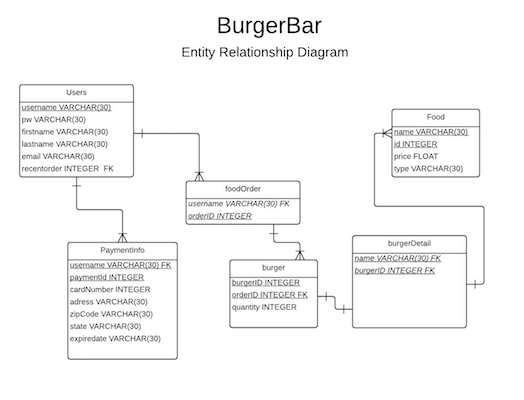 BurgerBar
Entity Relationship Diagram
Users
username VARCHAR(30)
pw VARCHAR(30)
firstname VARCHAR(30)
lastname VARCHAR(30)
email VARCHAR(30)
recentorder INTEGER FK
Food
name VARCHAR(30)
id INTEGER
price FLOAT
type VARCHAR(30)
foodOrder
username VARCHAR(30) FK
orderID INTEGER
PaymentInfo
username VARCHAR(30) FK
paymentId INTEGER
cardNumber INTEGER
adress VARCHAR(30)
zipCode VARCHAR(30)
state VARCHAR(30)
expiredate VARCHAR(30)
burger
burgerID INTEGER
orderID INTEGER FK
quantity INTEGER
burgerDetail
name VARCHAR(30) FK
burgerID INTEGER FK